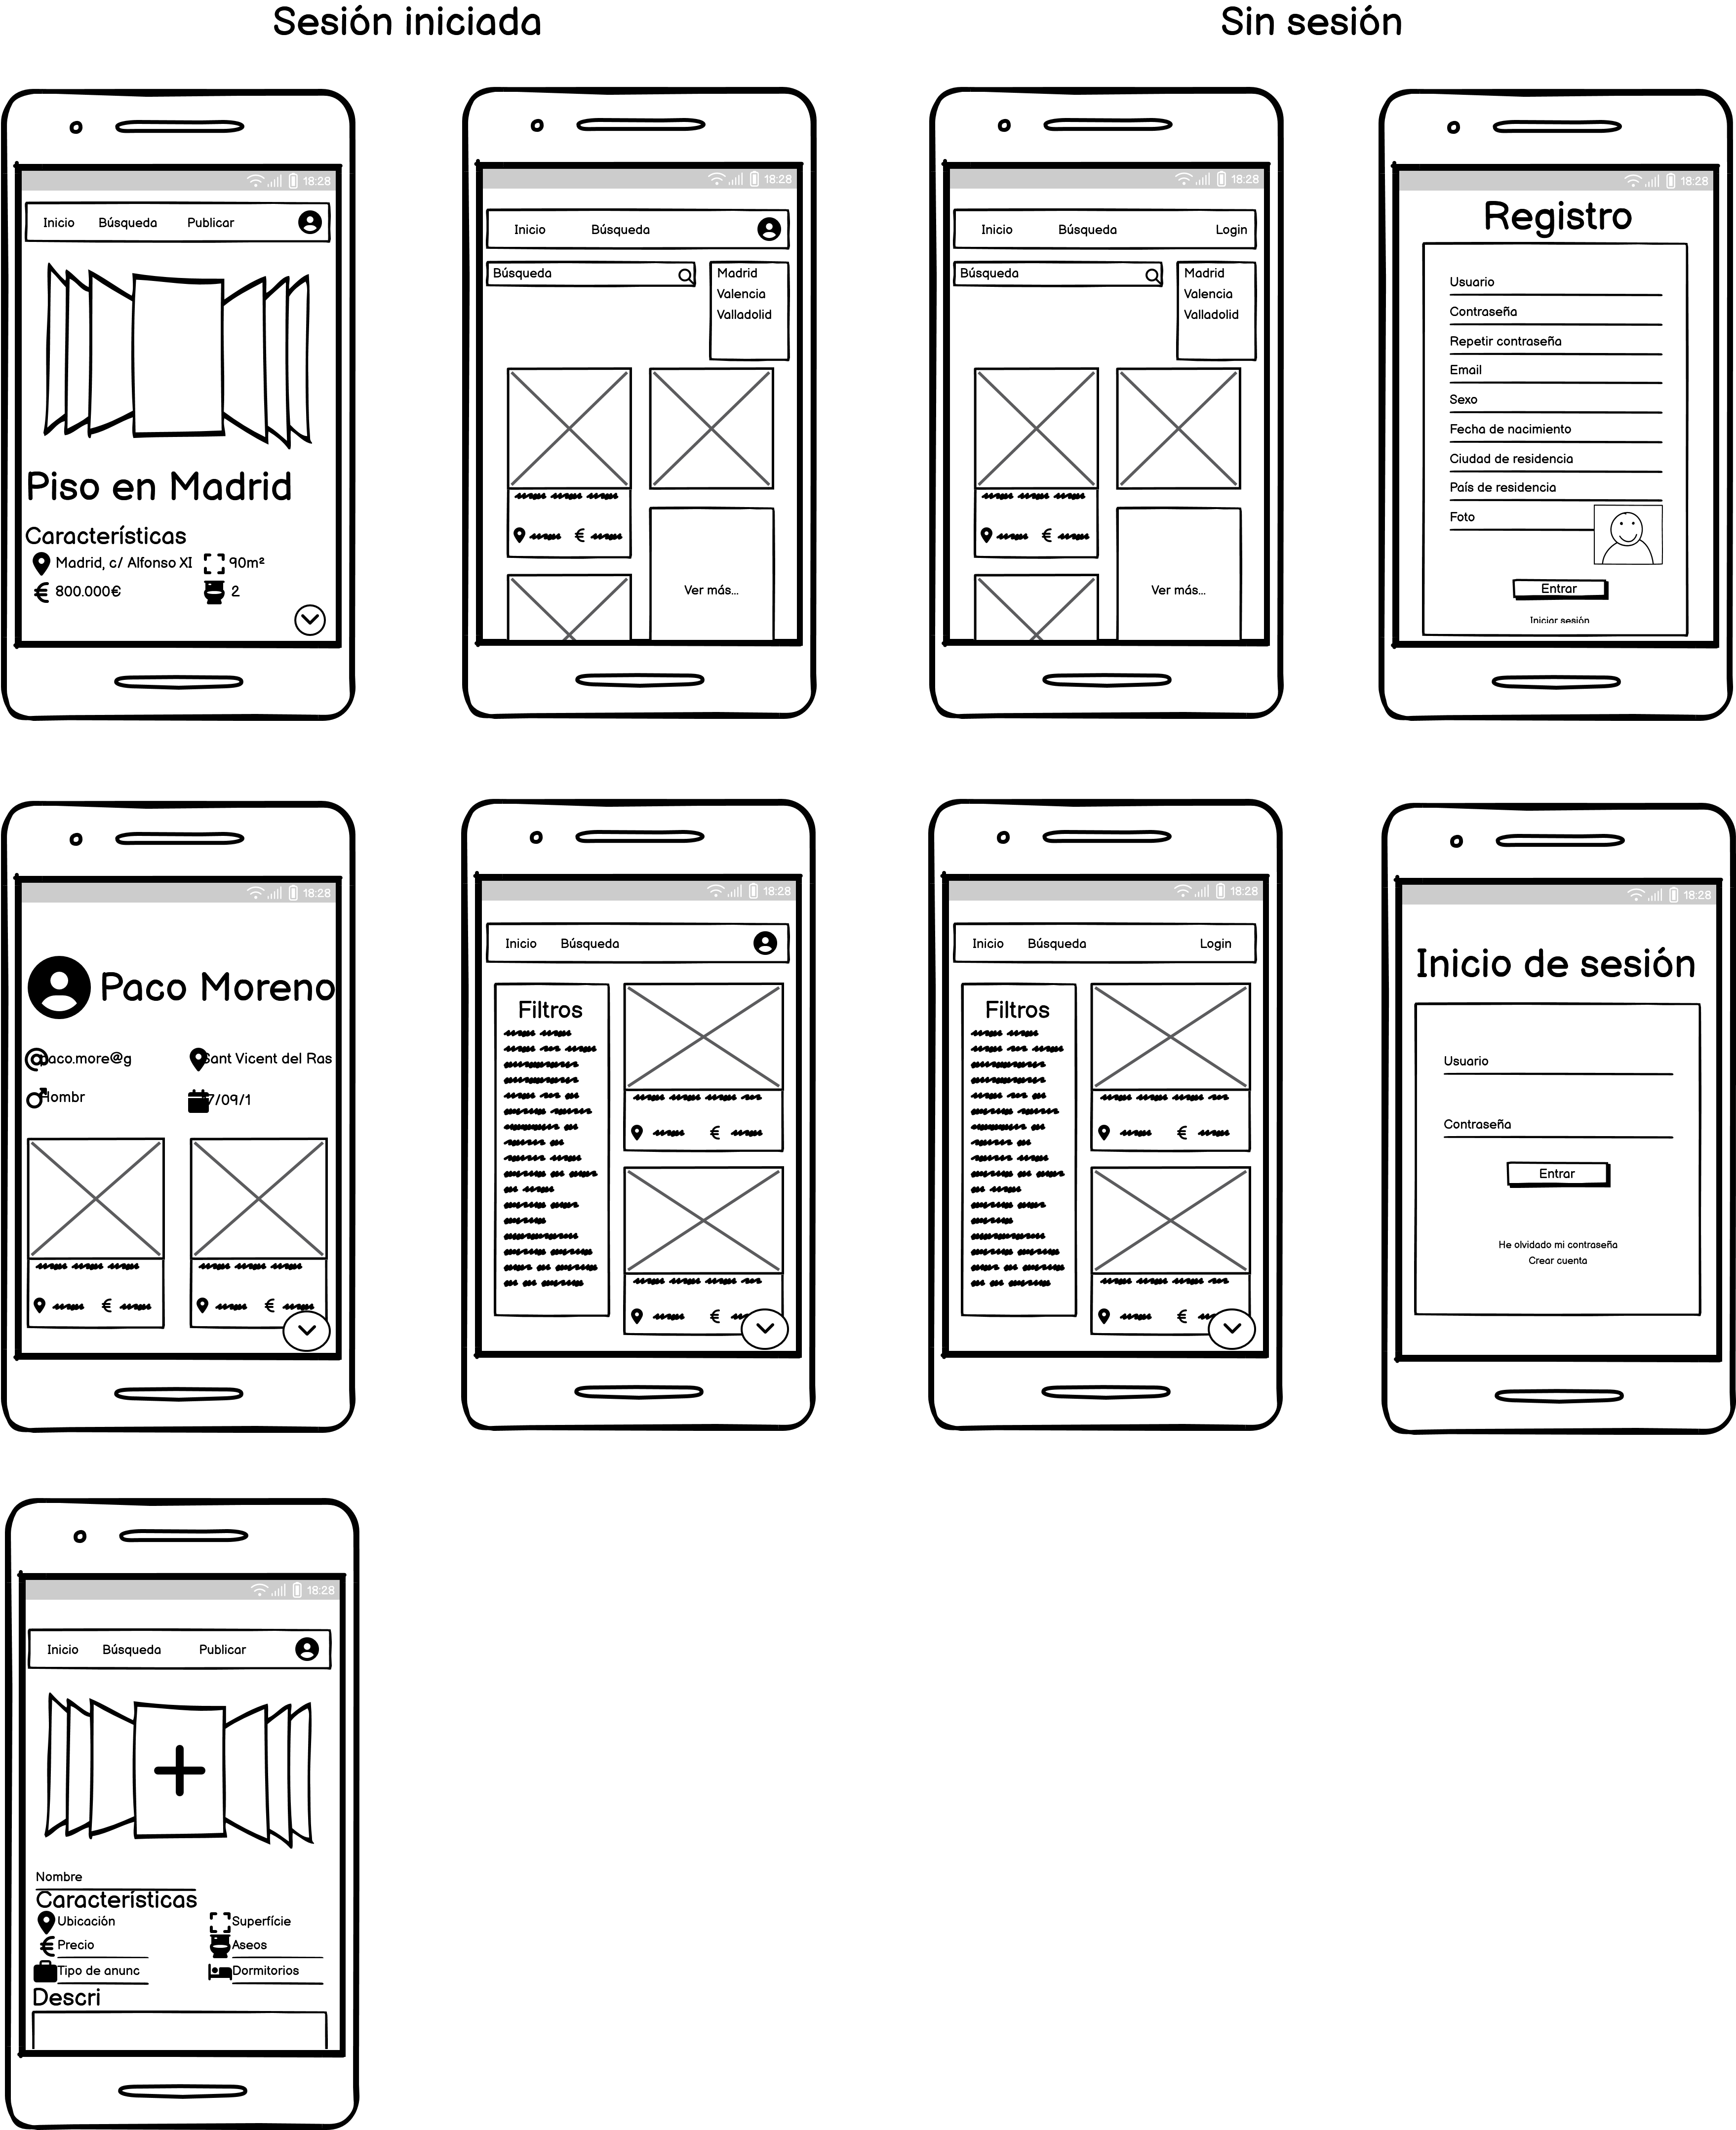 Sesión iniciada
Sin sesión
18:28
Inicio Búsqueda Publicar
Piso en Madrid
Características
Madrid, c/ Alfonso XI 90m²
€ 800.000€ 2
18:28
Inicio Búsqueda
Búsqueda
Madrid
Valencia
Valladolid
€
Ver más...
18:28
Inicio Búsqueda Login
Búsqueda
Madrid
Valencia
Valladolid
€
Ver más...
18:28
Registro
Usuario
Contraseña
Repetir contraseña
Email
Sexo
Fecha de nacimiento
Ciudad de residencia
País de residencia
Foto
Entrar
Iniciar sesión
18:28
Paco Moreno
@ paco.more@g Sant Vicent del Ras
Hombr 7/09/1
€ €
18:28
Inicio Búsqueda
Filtros
€
€
18:28
Inicio Búsqueda Login
Filtros
€
€
18:28
Inicio de sesión
Usuario
Contraseña
Entrar
He olvidado mi contraseña
Crear cuenta
18:28
Inicio Búsqueda Publicar
Nombre
Características
Ubicación Superfície
€ Precio Aseos
Tipo de anunc Dormitorios
Descri